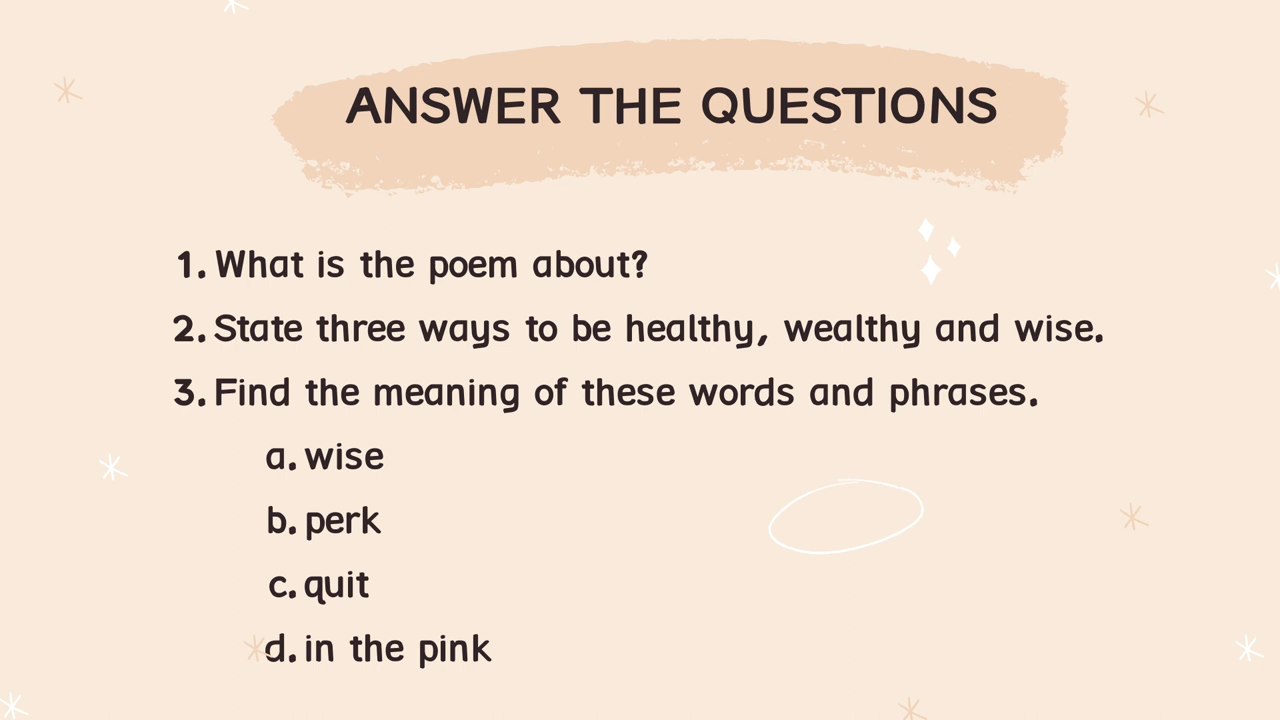 ANSWER THE QUESTIONS
1. What is the poem about?
2. State three ways to be healthy, wealthy and wise.
3. Find the meaning of these words and phrases.
a. wise
b. perk
c. quit
d. in the pink